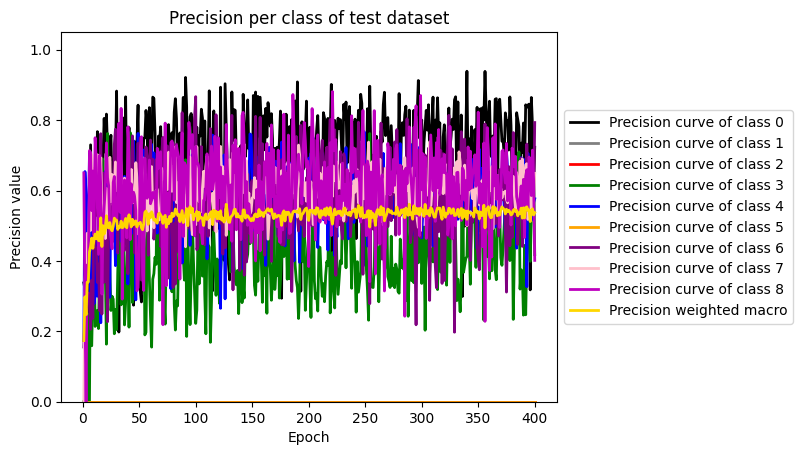 Precision per class of test dataset
1.0
0.8
0.6
0.4
0.2
0.0
Precision value
0 50 100 150 200 250 300 350 400
Epoch
Precision curve of class 0
Precision curve of class 1
Precision curve of class 2
Precision curve of class 3
Precision curve of class 4
Precision curve of class 5
Precision curve of class 6
Precision curve of class 7
Precision curve of class 8
Precision weighted macro